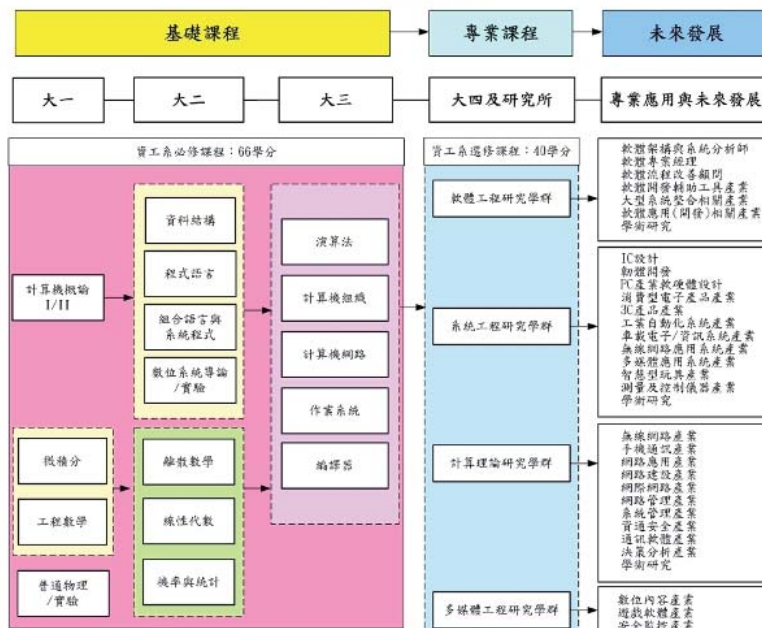 基礎課程
專業課程
未來發展
大一
大二
大三
大四及研究所
專業應用與未來發展
資工系必修課程：66學分
計算機概論
I/II
微積分
工程數學
普通物理
/實驗
資料結構
程式語言
組合語言與
系統程式
數位系統導論
/實驗
離散數學
線性代數
機率與統計
演算法
計算機組織
計算機網路
作業系統
編譯器
資工系選修課程：40學分
軟體工程研究學群
系統工程研究學群
計算理論研究學群
多媒體工程研究學群
軟體架構與系統分析師
軟體專案經理
軟體流程改善顧問
軟體開發輔助工具產業
大型系統整合相關產業
軟體應用(開發)相關產業
學術研究
IC設計
韌體開發
PC產業軟硬體設計
消費型電子產品產業
3C產品產業
工業自動化系統產業
車載電子/資訊系統產業
無線網路應用系統產業
多媒體應用系統產業
智慧型玩具產業
測量及控制儀器產業
學術研究
無線網路產業
手機通訊產業
網路應用產業
網路建設產業
網際網路產業
網路管理產業
系統管理產業
資通安全產業
通訊軟體產業
決策分析產業
學術研究
數位內容產業
遊戲軟體產業
安全監控產業